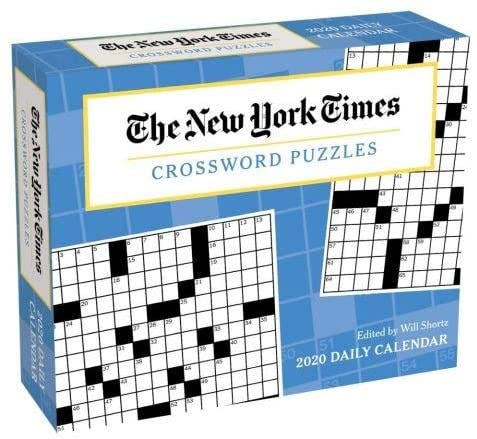 The New York Times
CROSSWORD PUZZLES
2020 DAILY
CALENDAR
The New York Times
CROSSWORD PUZZLES
The New York Times
CROSSWORD PUZZLES
2020 DAILY
CALENDAR
Edited by Will Shortz
2020 DAILY CALENDAR